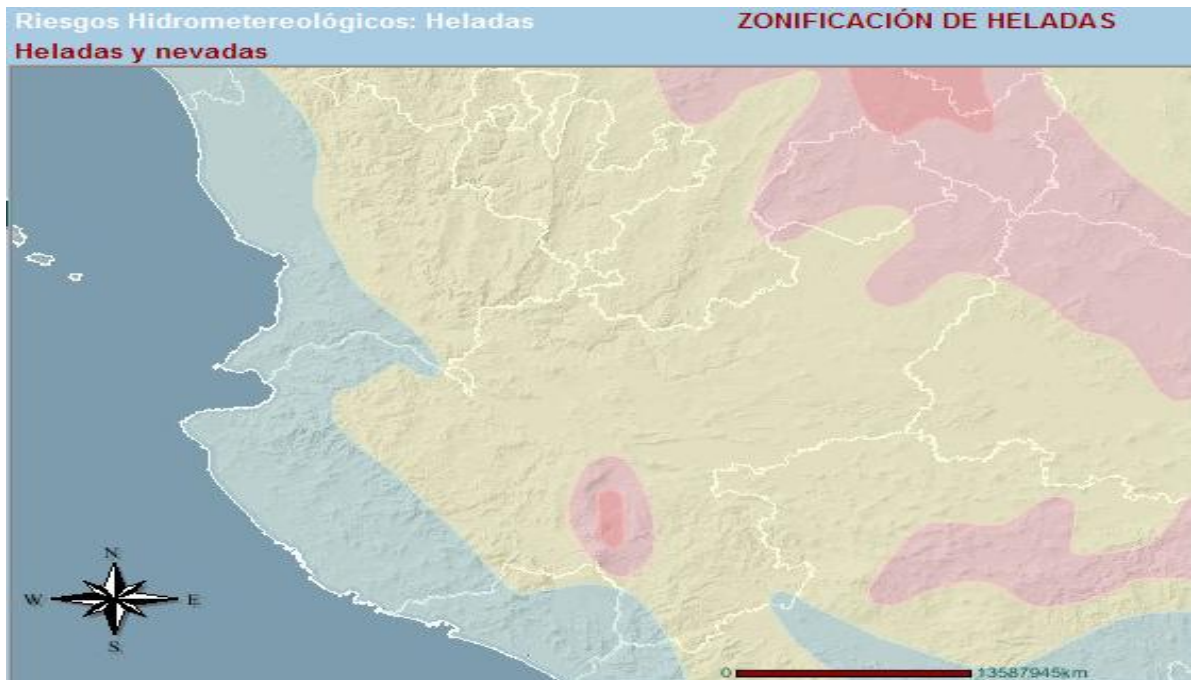 Riesgos Hidrometereológicos: Heladas
ZONIFICACIÓN DE HELADAS
Heladas y nevadas
N
W
E
S
0
13587945km